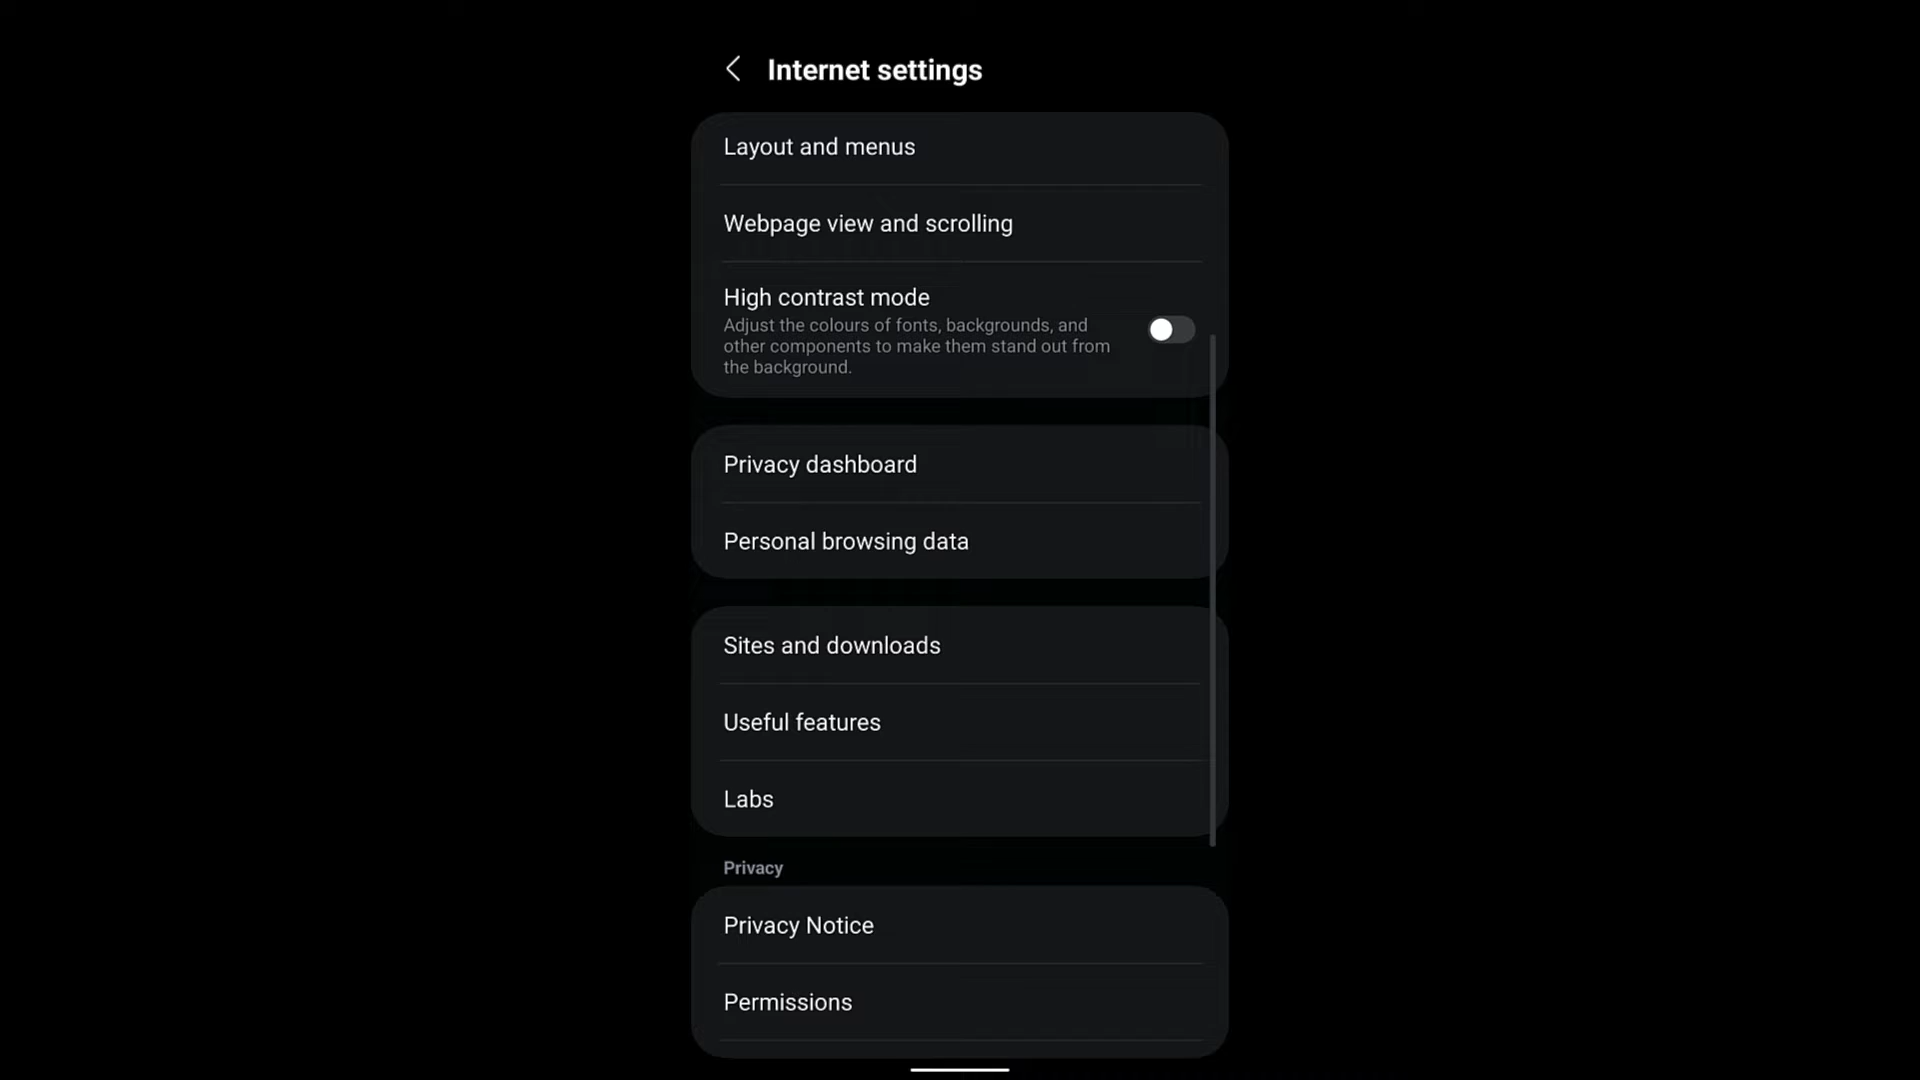 Internet settings
Layout and menus
Webpage view and scrolling
High contrast mode
Adjust the colours of fonts, backgrounds, and
other components to make them stand out from
the background.
Privacy dashboard
Personal browsing data
Sites and downloads
Useful features
Labs
Privacy
Privacy Notice
Permissions